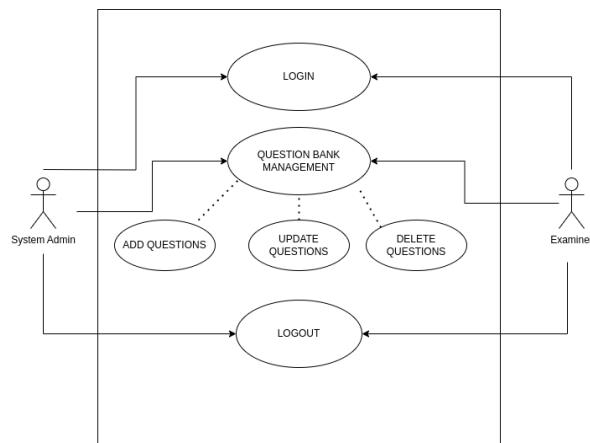 LOGIN
QUESTION BANK
MANAGEMENT
System Admin
ADD QUESTIONS
UPDATE
QUESTIONS
DELETE
QUESTIONS
Examine
LOGOUT